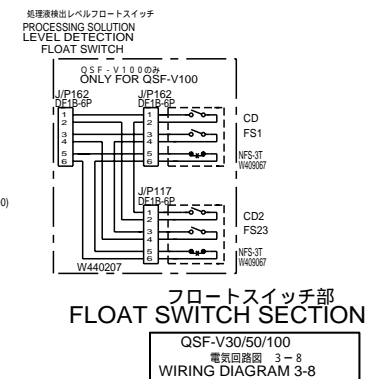 処理液検出レベルフロートスイッチ
PROCESSING SOLUTION
LEVEL DETECTION
FLOAT SWITCH
QSF-V100のみ
ONLY FOR QSF-V100
J/P162
DF1B-6P
J/P162
DF1B-6P
1
2
3
4
5
6
1
2
3
4
5
6
CD
FS1
NFS-3T
W409067
0)
J/P117
DF1B-6P
1
2
3
4
5
6
CD2
FS23
NFS-3T
W409067
W440207
フロートスイッチ部
FLOAT SWITCH SECTION
QSF-V30/50/100
電気回路図 3-8
WIRING DIAGRAM 3-8